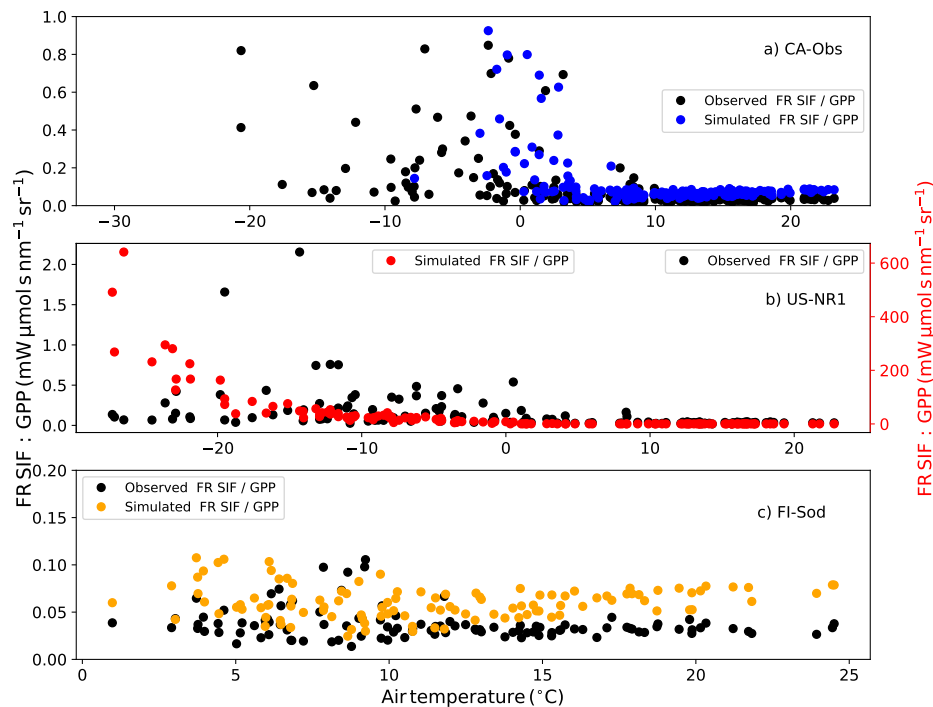 1.0
0.8
0.6
0.4
0.2
0.0
a) CA-Obs
Observed FR SIF / GPP
Simulated FR SIF / GPP
−30 −20 −10 0 10 20
2.0
1.5
1.0
0.5
0.0
Simulated FR SIF / GPP
Observed FR SIF / GPP
b) US-NR1
600
400
200
0
−20 −10 0 10 20
FR SIF : GPP (mW µmol s nm⁻¹ sr⁻¹)
FR SIF : GPP (mW µmol s nm⁻¹ sr⁻¹)
0.20
0.15
0.10
0.05
0.00
Observed FR SIF / GPP
Simulated FR SIF / GPP
c) FI-Sod
0 5 10 15 20 25
Air temperature (°C)